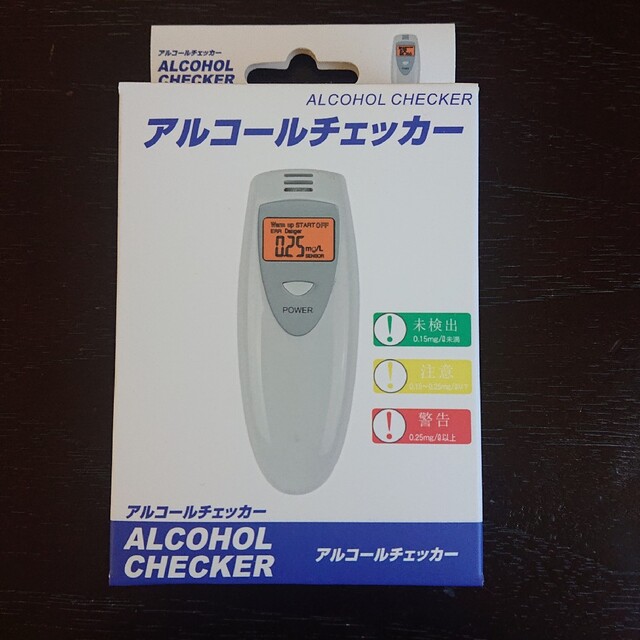 アルコールチェッカー
ALCOHOL
CHECKER
ALCOHOL CHECKER
アルコールチェッカー
Warm up START OFF
ERR Danger
0.25 mg/L
SENSOR
POWER
未検出
0.15mg/ℓ未満
注意
警告
0.25mg/ℓ以上
アルコールチェッカー
ALCOHOL
CHECKER
アルコールチェッカー